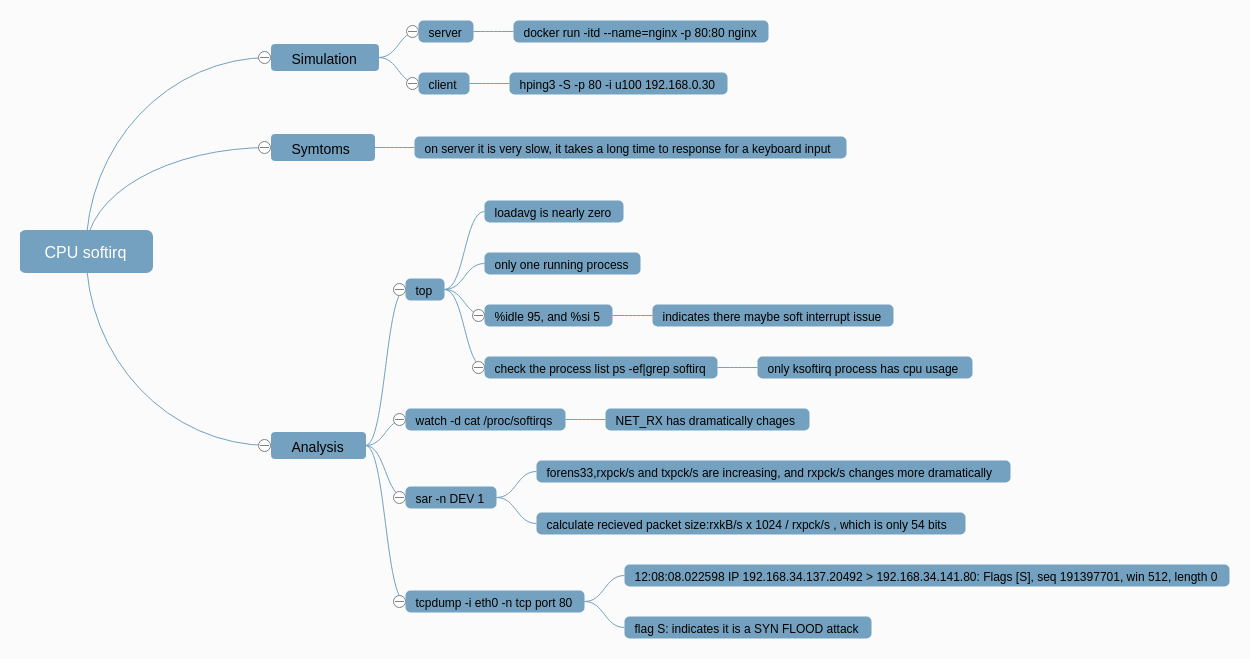 CPU softirq
Simulation
server
docker run -itd --name=nginx -p 80:80 nginx
client
hping3 -S -p 80 -i u100 192.168.0.30
Symtoms
on server it is very slow, it takes a long time to response for a keyboard input
Analysis
top
loadavg is nearly zero
only one running process
%idle 95, and %si 5
indicates there maybe soft interrupt issue
check the process list ps -ef|grep softirq
only ksoftirq process has cpu usage
watch -d cat /proc/softirqs
NET_RX has dramatically chages
sar -n DEV 1
forens33,rxpck/s and txpck/s are increasing, and rxpck/s changes more dramatically
calculate recieved packet size:rxkB/s x 1024 / rxpck/s , which is only 54 bits
tcpdump -i eth0 -n tcp port 80
12:08:08.022598 IP 192.168.34.137.20492 > 192.168.34.141.80: Flags [S], seq 191397701, win 512, length 0
flag S: indicates it is a SYN FLOOD attack